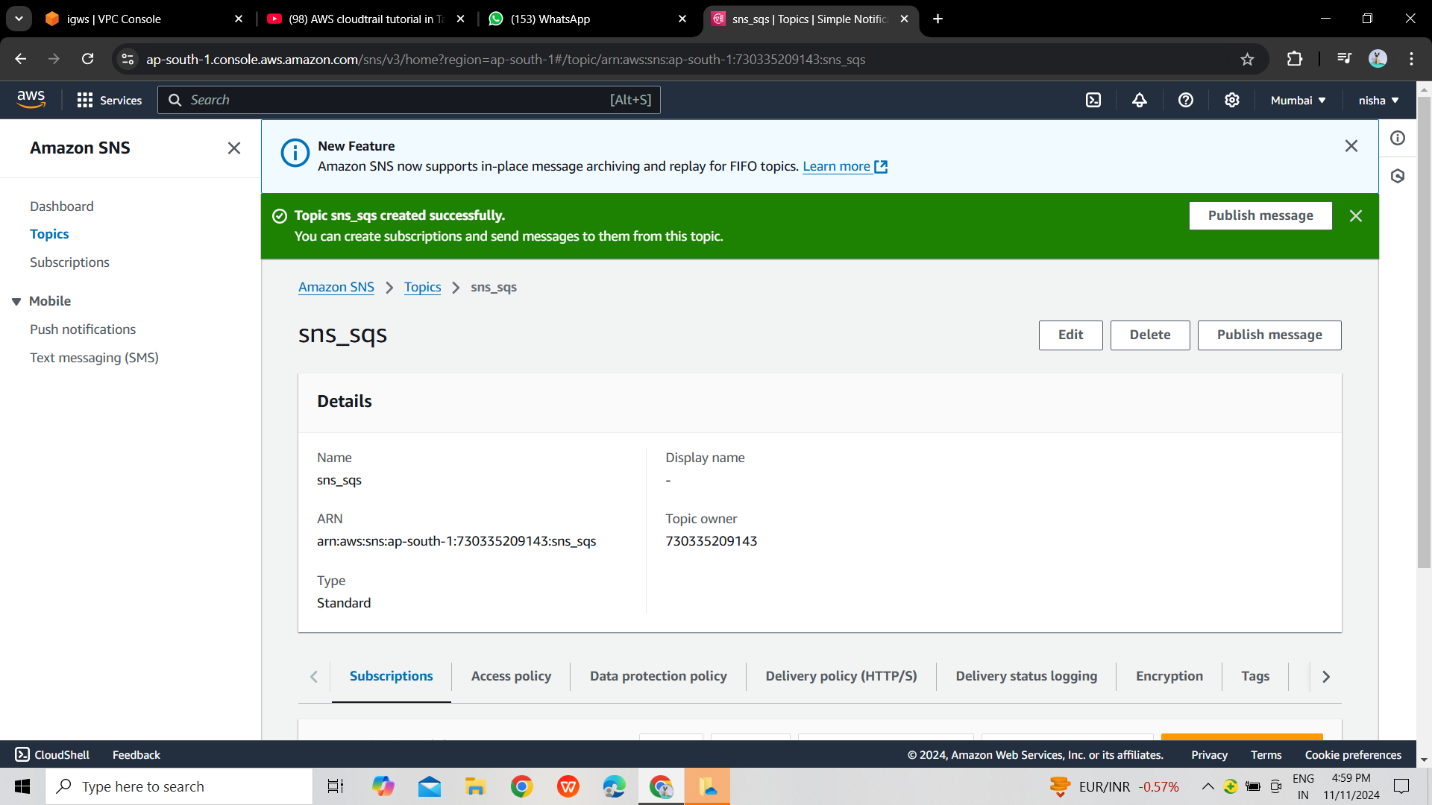 igws | VPC Console
(98) AWS cloudtrail tutorial in Ta
(153) WhatsApp
sns_sqs | Topics | Simple Notific
ap-south-1.console.aws.amazon.com/sns/v3/home?region=ap-south-1#/topic/arn:aws:sns:ap-south-1:730335209143:sns_sqs
aws
Services
Search
[Alt+S]
Mumbai
nisha
Amazon SNS
Dashboard
Topics
Subscriptions
Mobile
Push notifications
Text messaging (SMS)
New Feature
Amazon SNS now supports in-place message archiving and replay for FIFO topics. Learn more
Topic sns_sqs created successfully.
You can create subscriptions and send messages to them from this topic.
Publish message
Amazon SNS
Topics
sns_sqs
sns_sqs
Edit
Delete
Publish message
Details
Name
sns_sqs
ARN
arn:aws:sns:ap-south-1:730335209143:sns_sqs
Type
Standard
Display name
-
Topic owner
730335209143
Subscriptions
Access policy
Data protection policy
Delivery policy (HTTP/S)
Delivery status logging
Encryption
Tags
CloudShell
Feedback
© 2024, Amazon Web Services, Inc. or its affiliates.
Privacy
Terms
Cookie preferences
Type here to search
EUR/INR -0.57%
ENG
IN
4:59 PM
11/11/2024